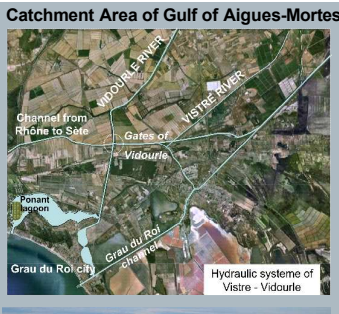 Catchment Area of Gulf of Aigues-Mortes
VIDOURLE RIVER
VISTRE RIVER
Channel from
Rhône to Sète
Gates of
Vidourle
Ponant
lagoon
Grau du Roi
channel
Grau du Roi city
Hydraulic systeme of
Vistre - Vidourle